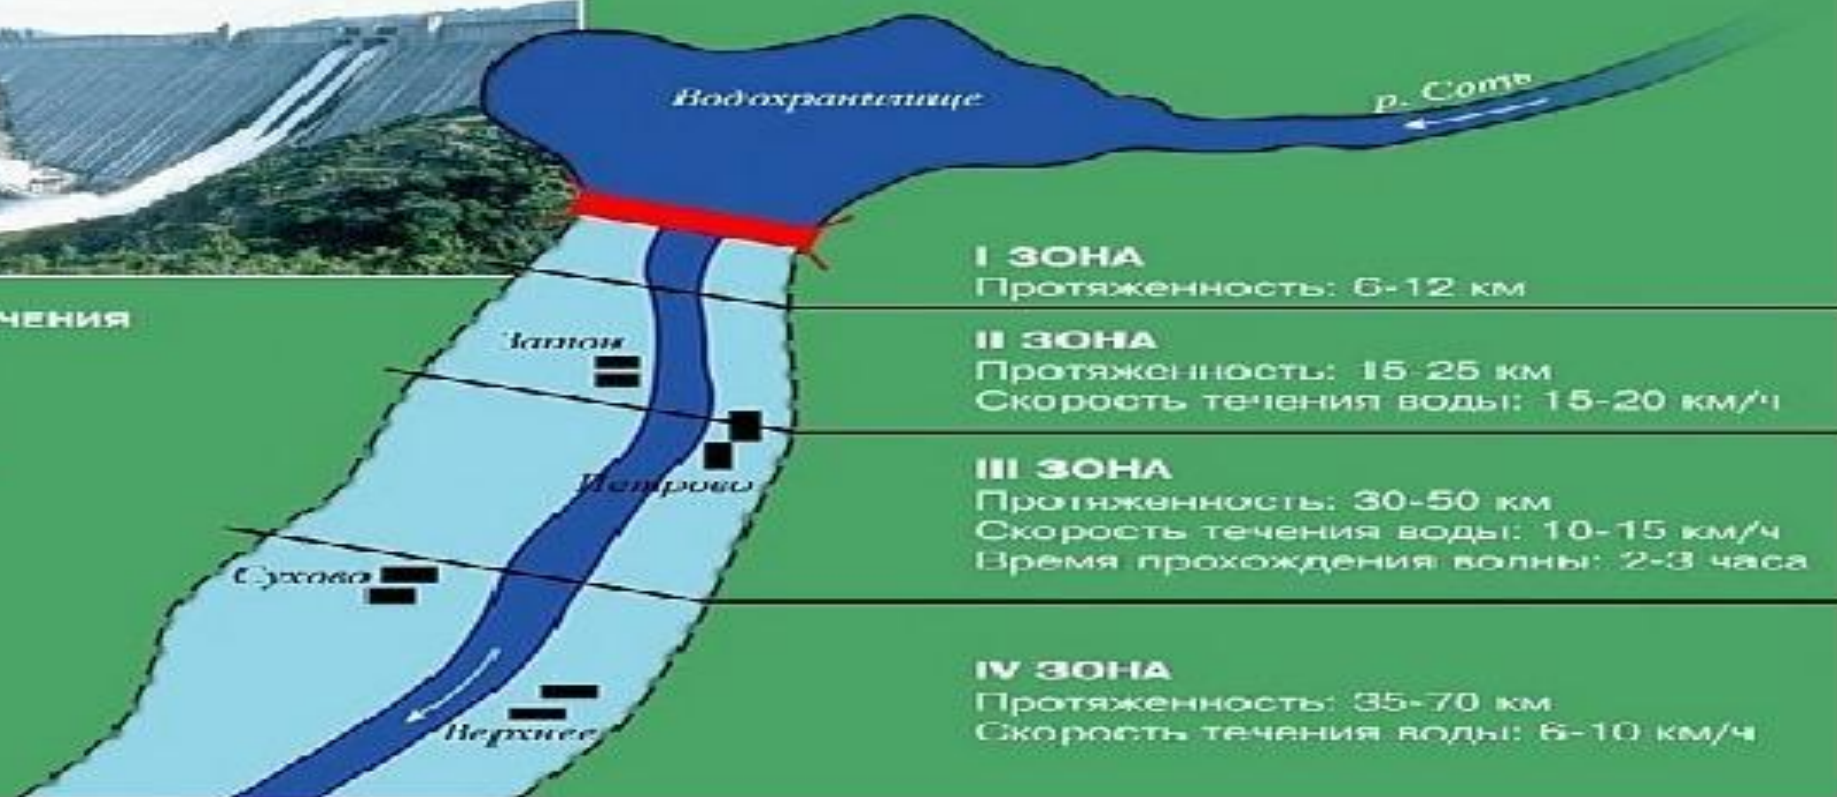 Водохранилище
р. Соть
I ЗОНА
Протяженность: 6-12 км
ЧЕНИЯ
II ЗОНА
Протяженность: 15-25 км
Скорость течения воды: 15-20 км/ч
III ЗОНА
Протяженность: 30-50 км
Скорость течения воды: 10-15 км/ч
Время прохождения волны: 2-3 часа
Петрово
Сухово
IV ЗОНА
Протяженность: 35-70 км
Скорость течения воды: 6-10 км/ч
Верхнее